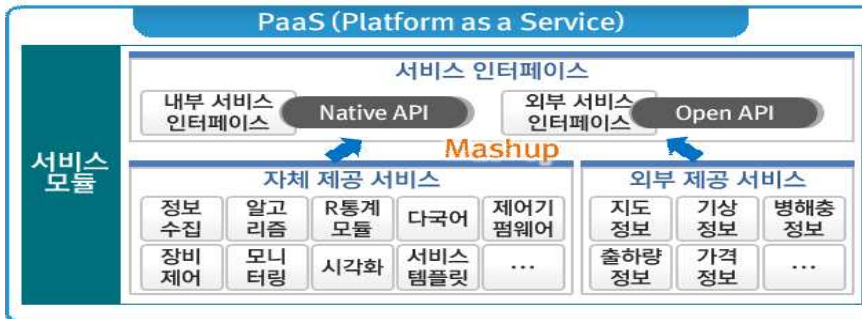 PaaS (Platform as a Service)
서비스 인터페이스
내부 서비스
인터페이스
Native API
외부 서비스
인터페이스
Open API
서비스
모듈
Mashup
자체 제공 서비스
정보
수집
알고
리즘
R통계
모듈
다국어
제어기
펌웨어
장비
제어
모니
터링
시각화
서비스
템플릿
...
외부 제공 서비스
지도
정보
기상
정보
병해충
정보
출하량
정보
가격
정보
...